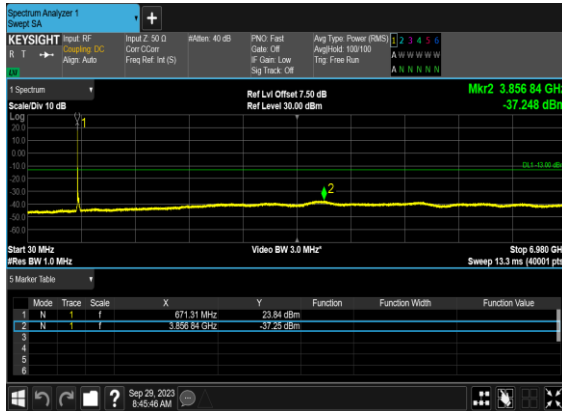 Spectrum Analyzer 1
Swept SA
+
KEYSIGHT Input: RF Input Z: 50 Ω #Atten: 40 dB PNO: Fast Avg Type: Power (RMS) 1 2 3 4 5 6
R T Coupling: DC Corr CCorr Gate: Off Avg|Hold: 100/100 A W W W W W
Align: Auto Freq Ref: Int (S) IF Gain: Low Trig: Free Run
Sig Track: Off A N N N N N
1 Spectrum Ref Lvl Offset 7.50 dB Mkr2 3.856 84 GHz
Scale/Div 10 dB Ref Level 30.00 dBm -37.248 dBm
Log
20.0
10.0
0.00
-10.0
-20.0
-30.0
-40.0
-50.0
-60.0
1
DL1 -13.00 dBm
2
Start 30 MHz Video BW 3.0 MHz* Stop 6.980 GHz
#Res BW 1.0 MHz Sweep 13.3 ms (40001 pts)
5 Marker Table
Mode Trace Scale X Y Function Function Width Function Value
1 N 1 f 671.31 MHz 23.84 dBm
2 N 1 f 3.856 84 GHz -37.25 dBm
3
4
5
6
? Sep 29, 2023
8:45:46 AM